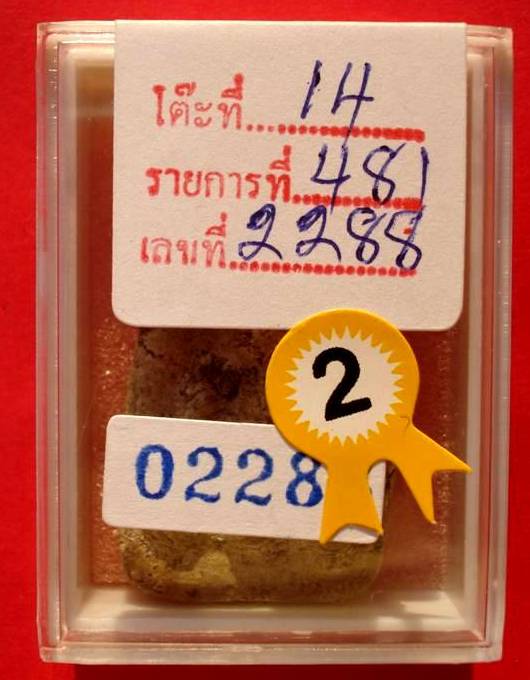 โต๊ะที่ 14
รายการที่ 481
เลขที่ 2288
2
0228